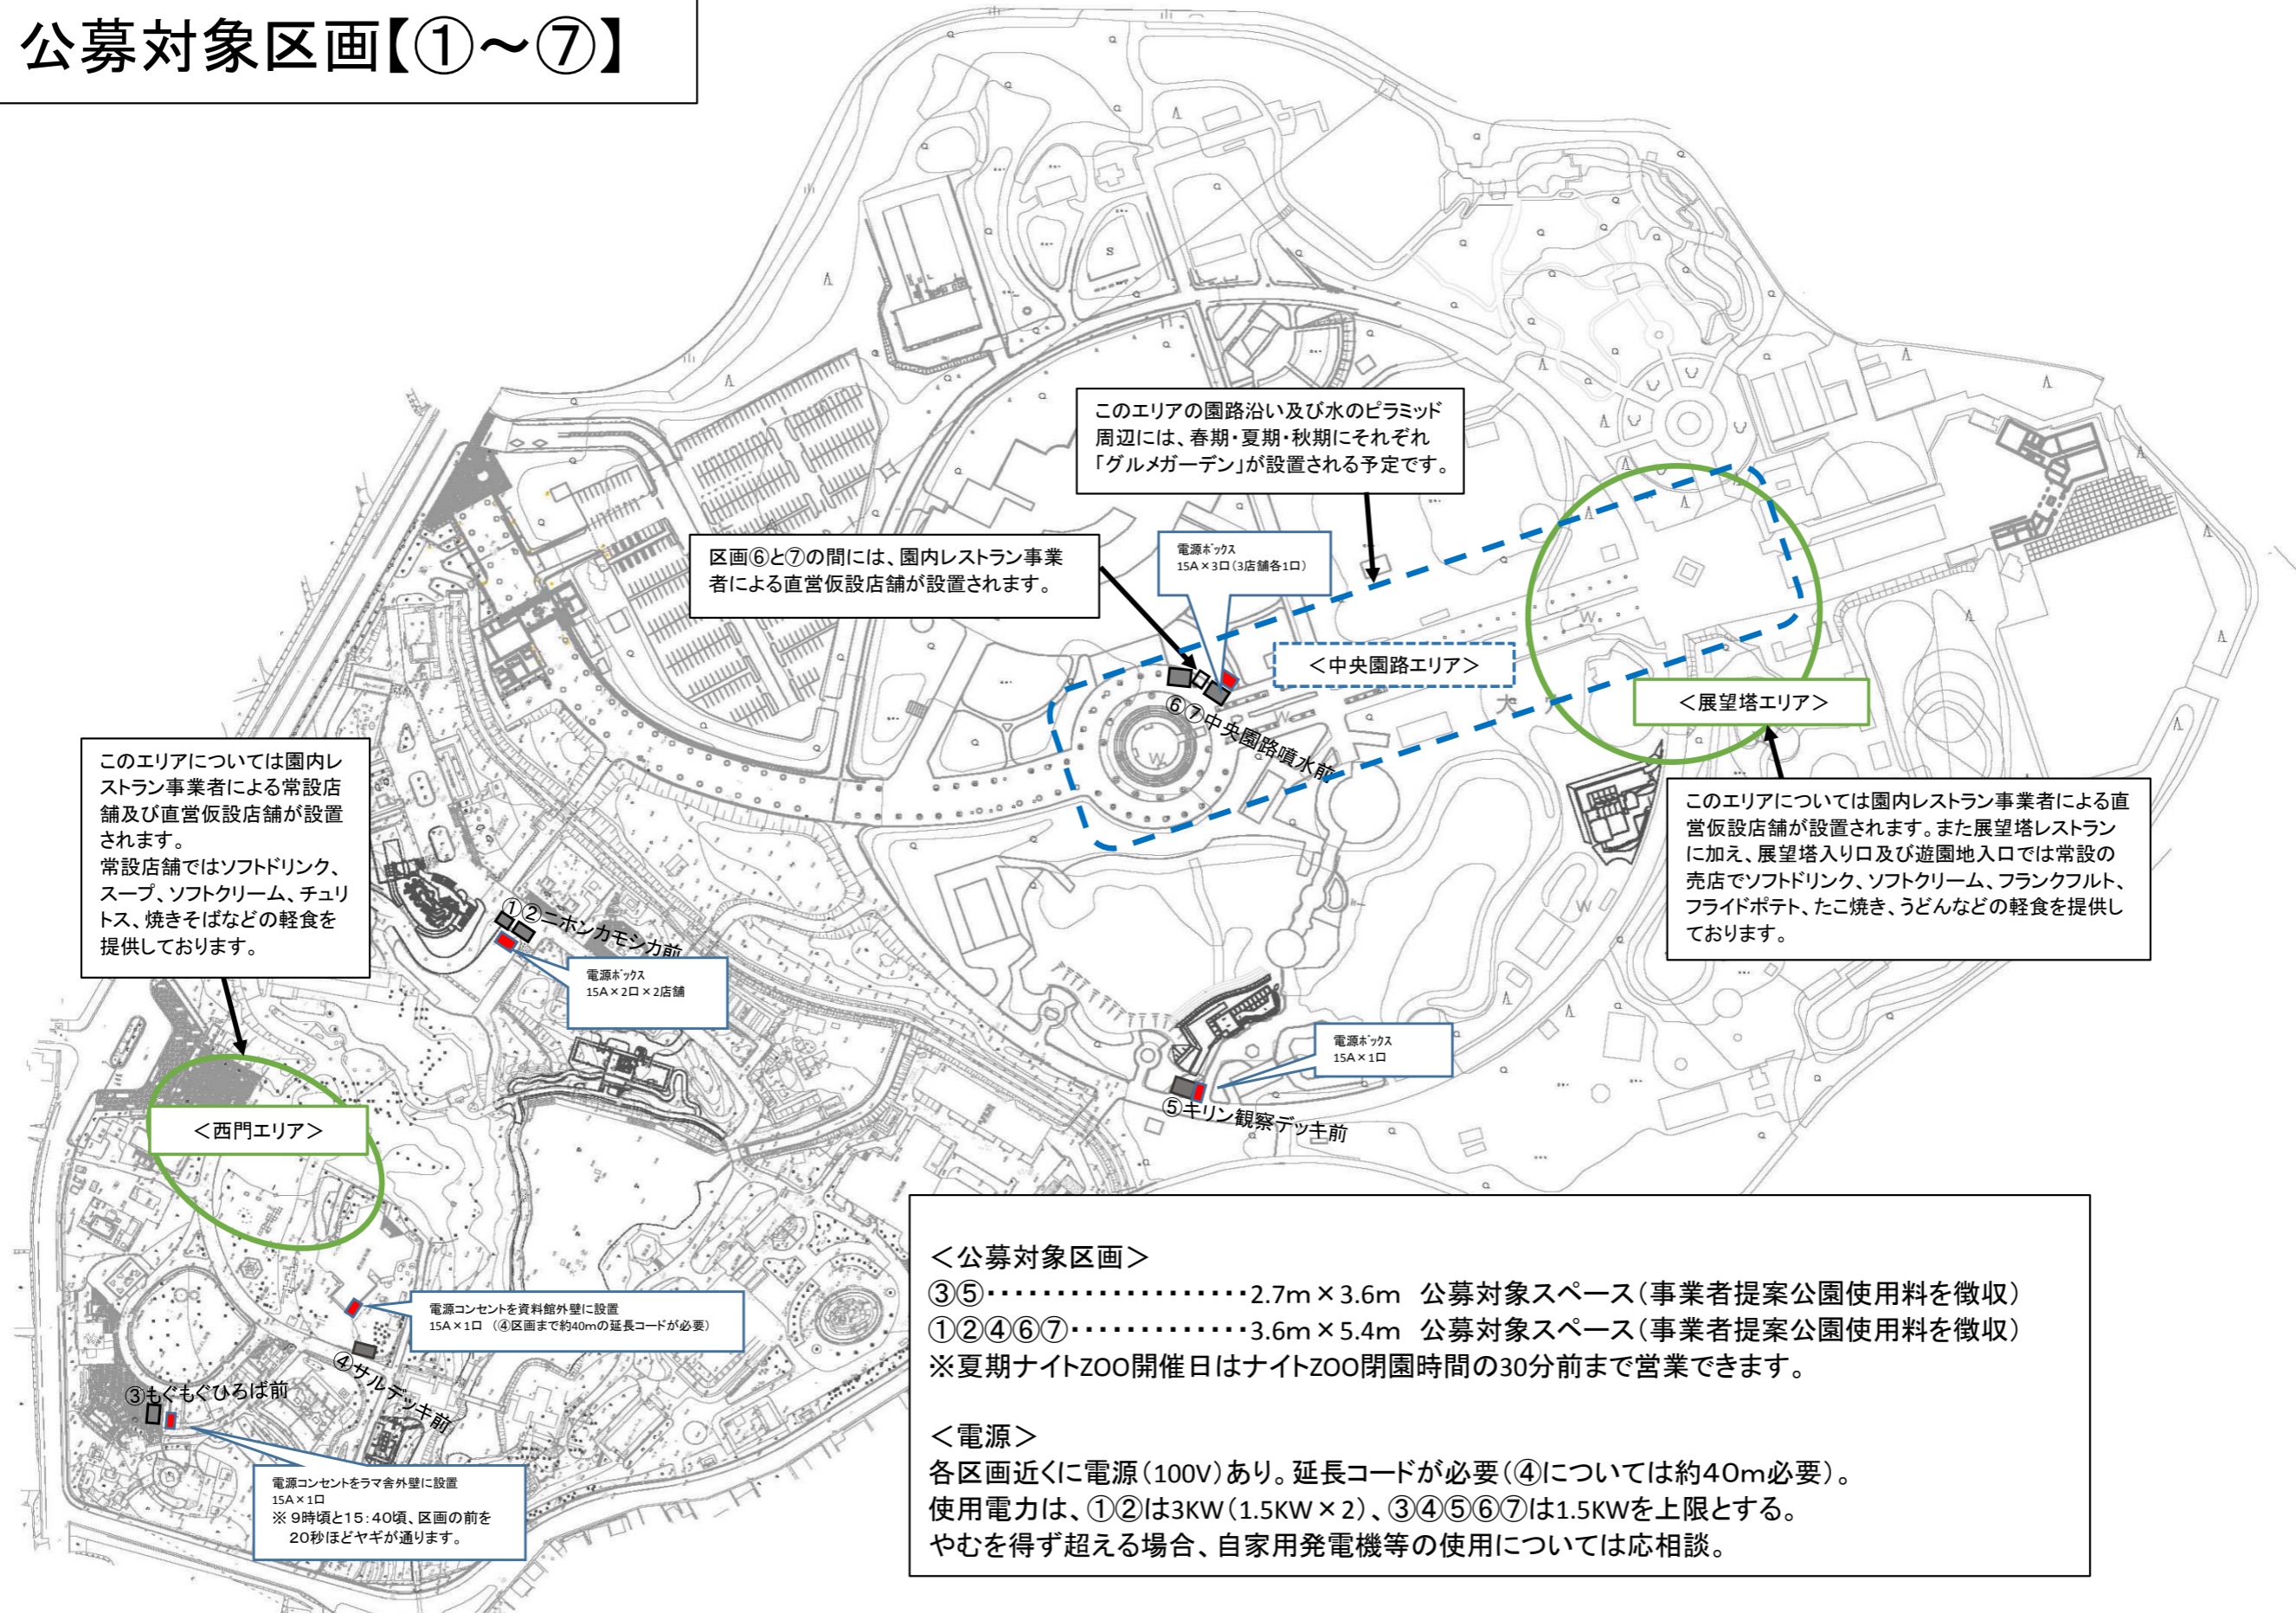 公募対象区画【①～⑦】
このエリアの園路沿い及び水のピラミッド
周辺には、春期・夏期・秋期にそれぞれ
「グルメガーデン」が設置される予定です。
区画⑥と⑦の間には、園内レストラン事業
者による直営仮設店舗が設置されます。
電源ボックス
15A×3口（3店舗各1口）
＜中央園路エリア＞
⑥⑦中央園路噴水前
＜展望塔エリア＞
このエリアについては園内レ
ストラン事業者による常設店
舗及び直営仮設店舗が設置
されます。
常設店舗ではソフトドリンク、
スープ、ソフトクリーム、チュリ
トス、焼きそばなどの軽食を
提供しております。
このエリアについては園内レストラン事業者による直
営仮設店舗が設置されます。また展望塔レストラン
に加え、展望塔入り口及び遊園地入口では常設の
売店でソフトドリンク、ソフトクリーム、フランクフルト、
フライドポテト、たこ焼き、うどんなどの軽食を提供し
ております。
①②ニホンカモシカ前
電源ボックス
15A×2口×2店舗
電源ボックス
15A×1口
⑤キリン観察デッキ前
＜西門エリア＞
電源コンセントを資料館外壁に設置
15A×1口 （④区画まで約40mの延長コードが必要）
④サルデッキ前
③もぐもぐひろば前
電源コンセントをラマ舎外壁に設置
15A×1口
※ 9時頃と15：40頃、区画の前を
20秒ほどヤギが通ります。
＜公募対象区画＞
③⑤・・・・・・・・・・・・・・・・・・・2.7m×3.6m 公募対象スペース（事業者提案公園使用料を徴収）
①②④⑥⑦・・・・・・・・・・・・・3.6m×5.4m 公募対象スペース（事業者提案公園使用料を徴収）
※夏期ナイトZOO開催日はナイトZOO閉園時間の30分前まで営業できます。
＜電源＞
各区画近くに電源（100V）あり。延長コードが必要（④については約40m必要）。
使用電力は、①②は3KW（1.5KW×2）、③④⑤⑥⑦は1.5KWを上限とする。
やむを得ず超える場合、自家用発電機等の使用については応相談。